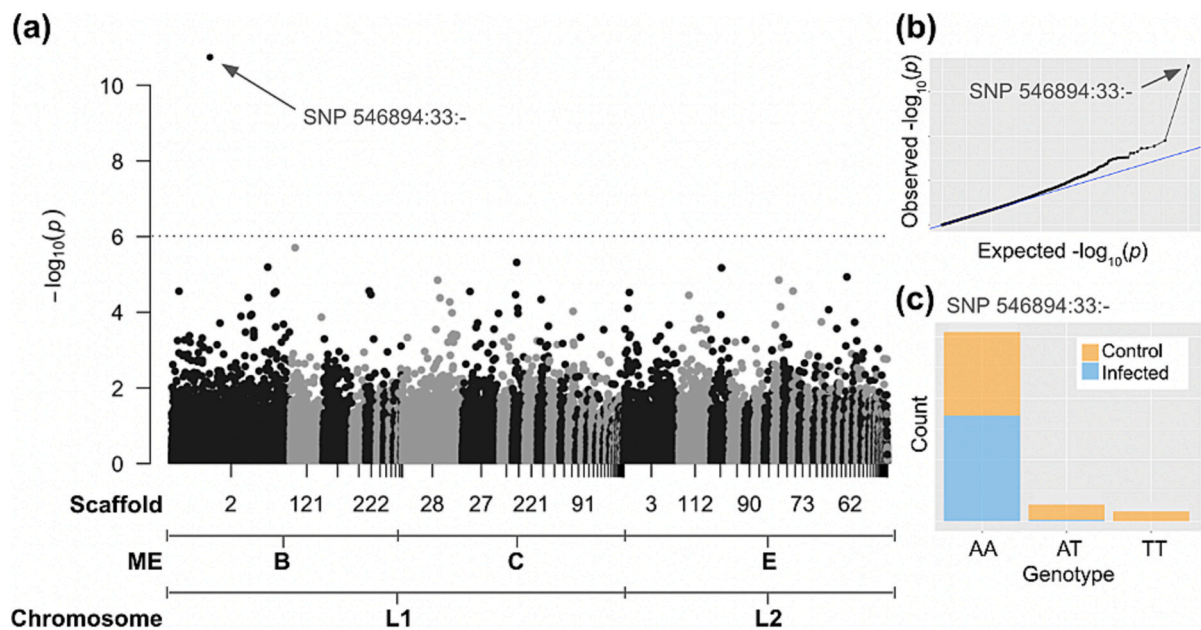 (a)
10
8
6
4
2
0
−log10(p)
SNP 546894:33:-
Scaffold 2 121 222 28 27 221 91 3 112 90 73 62
ME B C E
Chromosome L1 L2
(b)
SNP 546894:33:-
Observed -log10(p)
Expected -log10(p)
(c)
SNP 546894:33:-
Control
Infected
Count
AA AT TT
Genotype